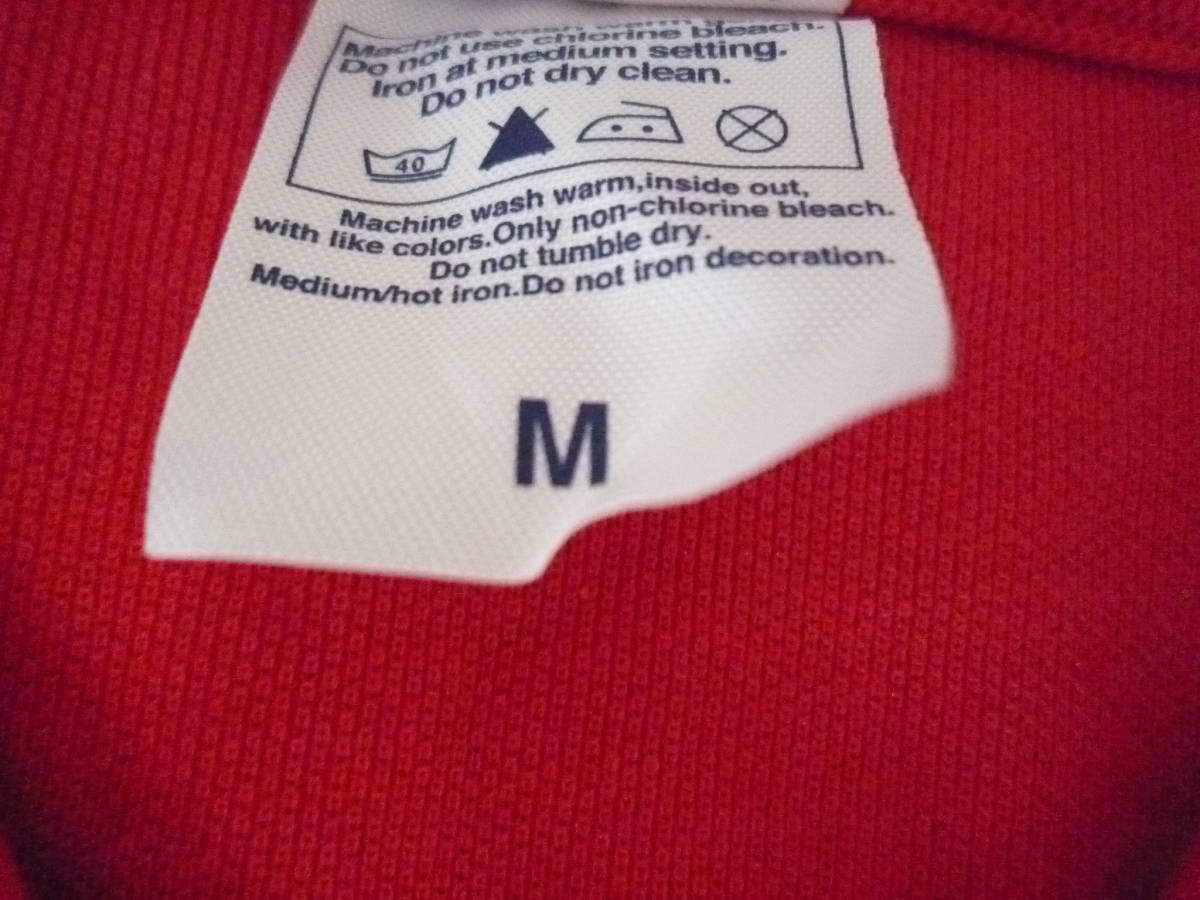 Machine wash warm
Do not use chlorine bleach.
Iron at medium setting.
Do not dry clean.
40
Machine wash warm,inside out,
with like colors.Only non-chlorine bleach.
Do not tumble dry.
Medium/hot iron.Do not iron decoration.
M